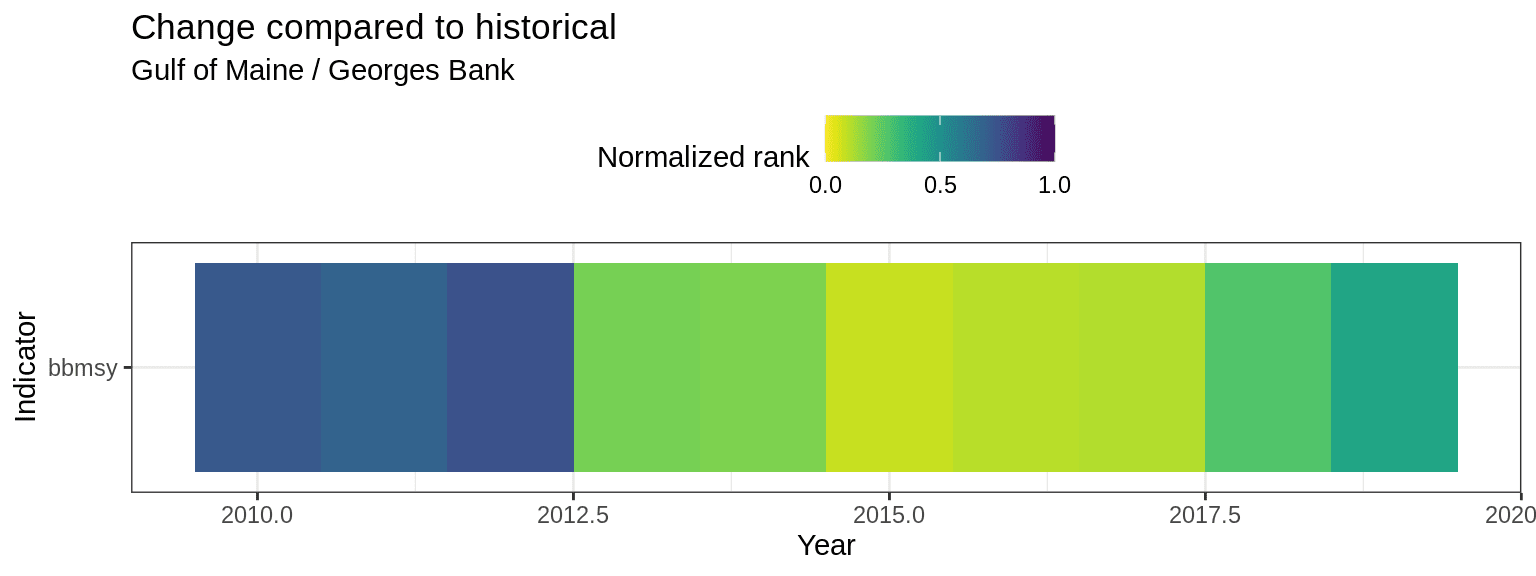 Change compared to historical
Gulf of Maine / Georges Bank
Normalized rank
0.0 0.5 1.0
Indicator
bbmsy
2010.0 2012.5 2015.0 2017.5 2020
Year